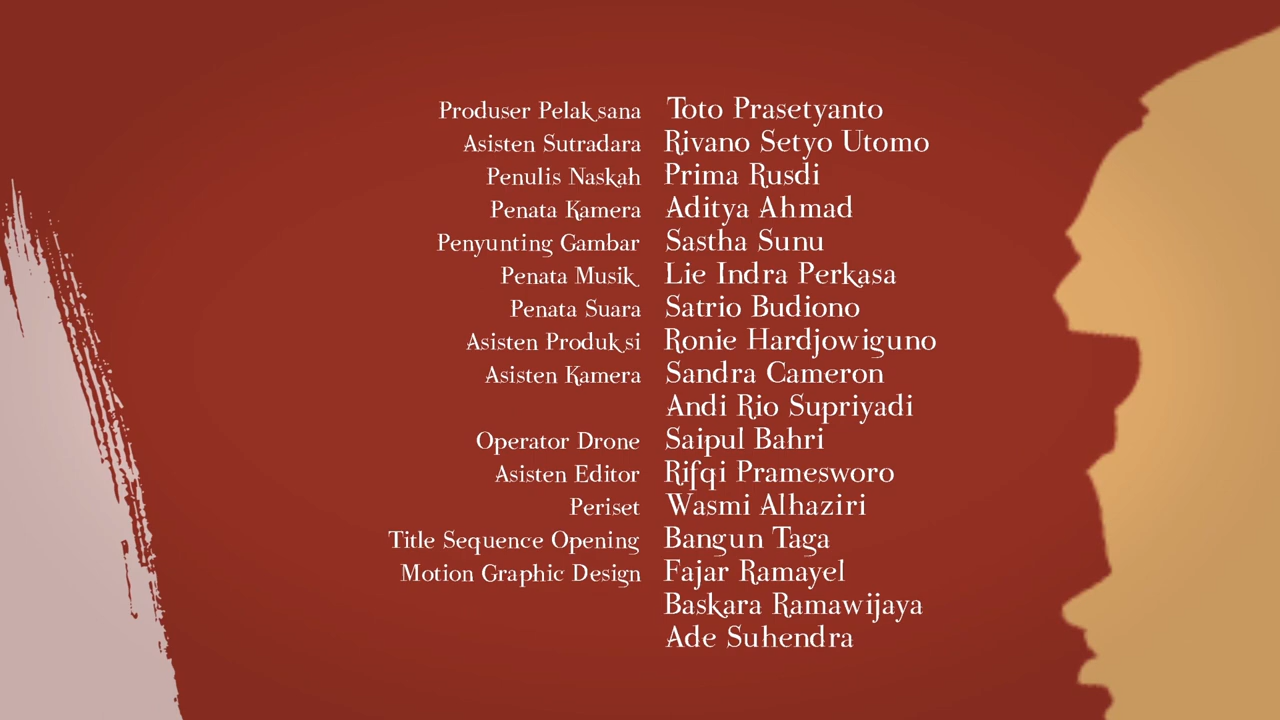 Produser Pelaksana Toto Prasetyanto
Asisten Sutradara Rivano Setyo Utomo
Penulis Naskah Prima Rusdi
Penata Kamera Aditya Ahmad
Penyunting Gambar Sastha Sunu
Penata Musik Lie Indra Perkasa
Penata Suara Satrio Budiono
Asisten Produksi Ronie Hardjowiguno
Asisten Kamera Sandra Cameron
Andi Rio Supriyadi
Operator Drone Saipul Bahri
Asisten Editor Rifqi Pramesworo
Periset Wasmi Alhaziri
Title Sequence Opening Bangun Taga
Motion Graphic Design Fajar Ramayel
Baskara Ramawijaya
Ade Suhendra